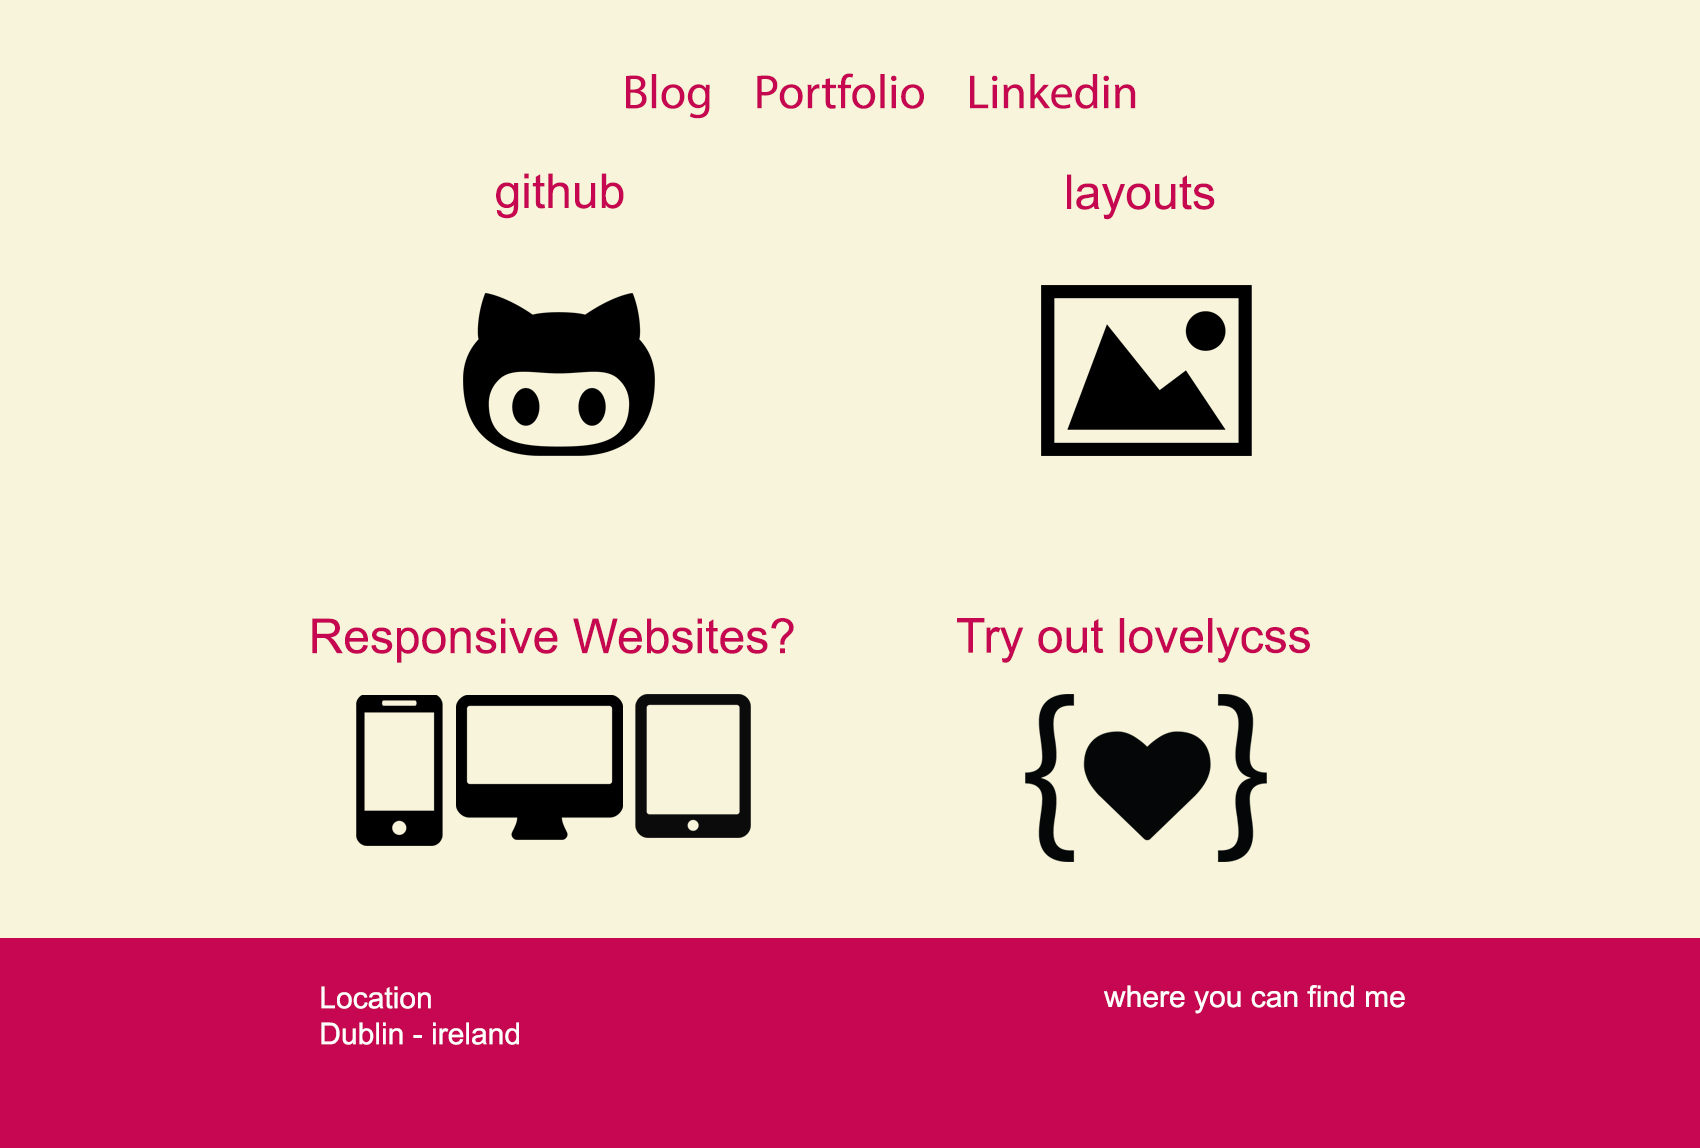 Blog Portfolio Linkedin
github
layouts
Responsive Websites?
Try out lovelycss
Location
Dublin - ireland
where you can find me